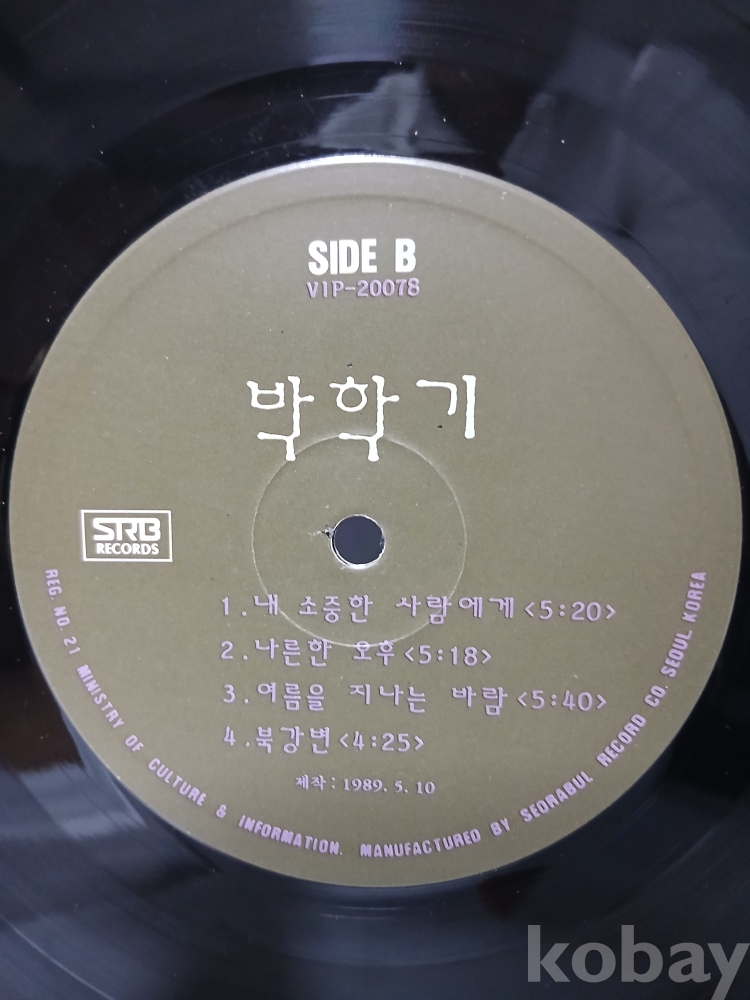 SIDE B
VIP-20078
박학기
SRB
RECORDS
1.내 소중한 사람에게<5:20>
2.나른한 오후<5:18>
3.여름을 지나는 바람<5:40>
4.북강변<4:25>
제작:1989.5.10
REG. NO. 21 MINISTRY OF CULTURE & INFORMATION. MANUFACTURED BY SEORABUL RECORD CO. SEOUL KOREA
kobay